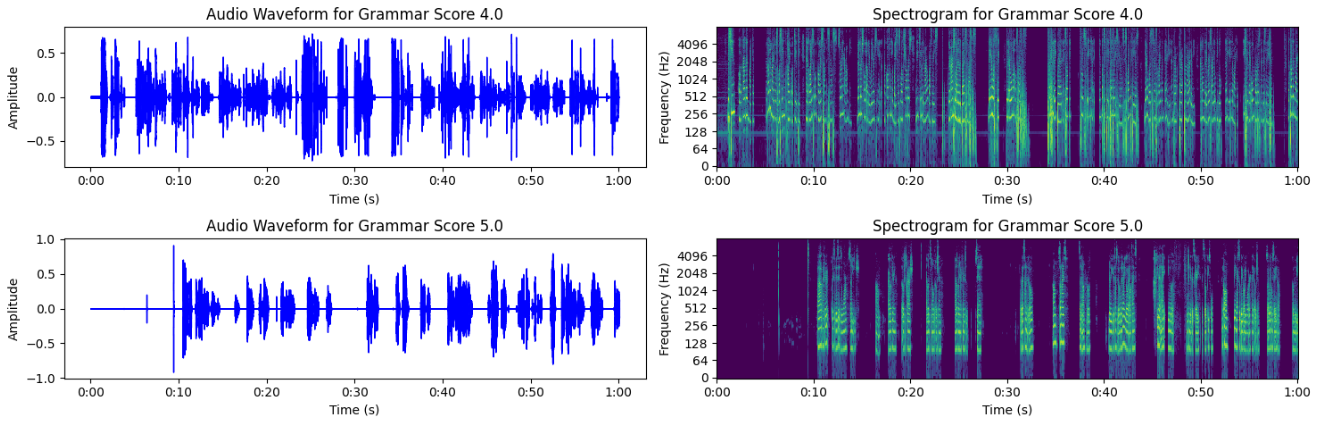 Audio Waveform for Grammar Score 4.0
Amplitude
0.5
0.0
−0.5
0:00 0:10 0:20 0:30 0:40 0:50 1:00
Time (s)
Spectrogram for Grammar Score 4.0
Frequency (Hz)
4096
2048
1024
512
256
128
64
0
0:00 0:10 0:20 0:30 0:40 0:50 1:00
Time (s)
Audio Waveform for Grammar Score 5.0
Amplitude
1.0
0.5
0.0
−0.5
−1.0
0:00 0:10 0:20 0:30 0:40 0:50 1:00
Time (s)
Spectrogram for Grammar Score 5.0
Frequency (Hz)
4096
2048
1024
512
256
128
64
0
0:00 0:10 0:20 0:30 0:40 0:50 1:00
Time (s)